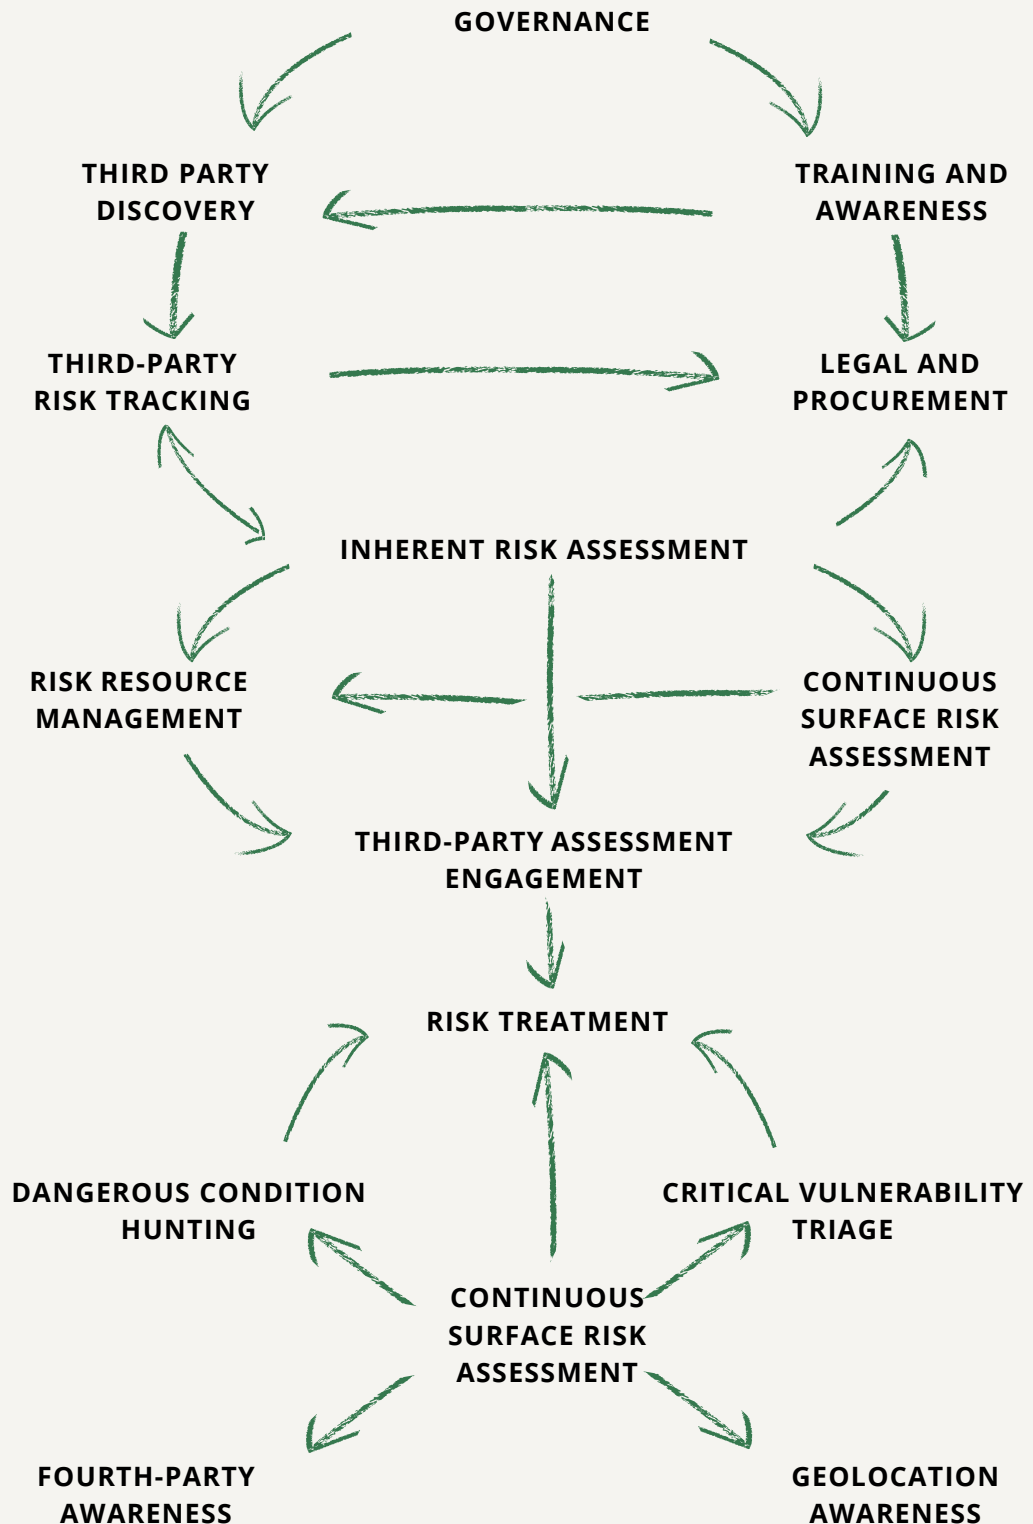 GOVERNANCE
THIRD PARTY
DISCOVERY
TRAINING AND
AWARENESS
THIRD-PARTY
RISK TRACKING
LEGAL AND
PROCUREMENT
INHERENT RISK ASSESSMENT
RISK RESOURCE
MANAGEMENT
CONTINUOUS
SURFACE RISK
ASSESSMENT
THIRD-PARTY ASSESSMENT
ENGAGEMENT
RISK TREATMENT
DANGEROUS CONDITION
HUNTING
CRITICAL VULNERABILITY
TRIAGE
CONTINUOUS
SURFACE RISK
ASSESSMENT
FOURTH-PARTY
AWARENESS
GEOLOCATION
AWARENESS